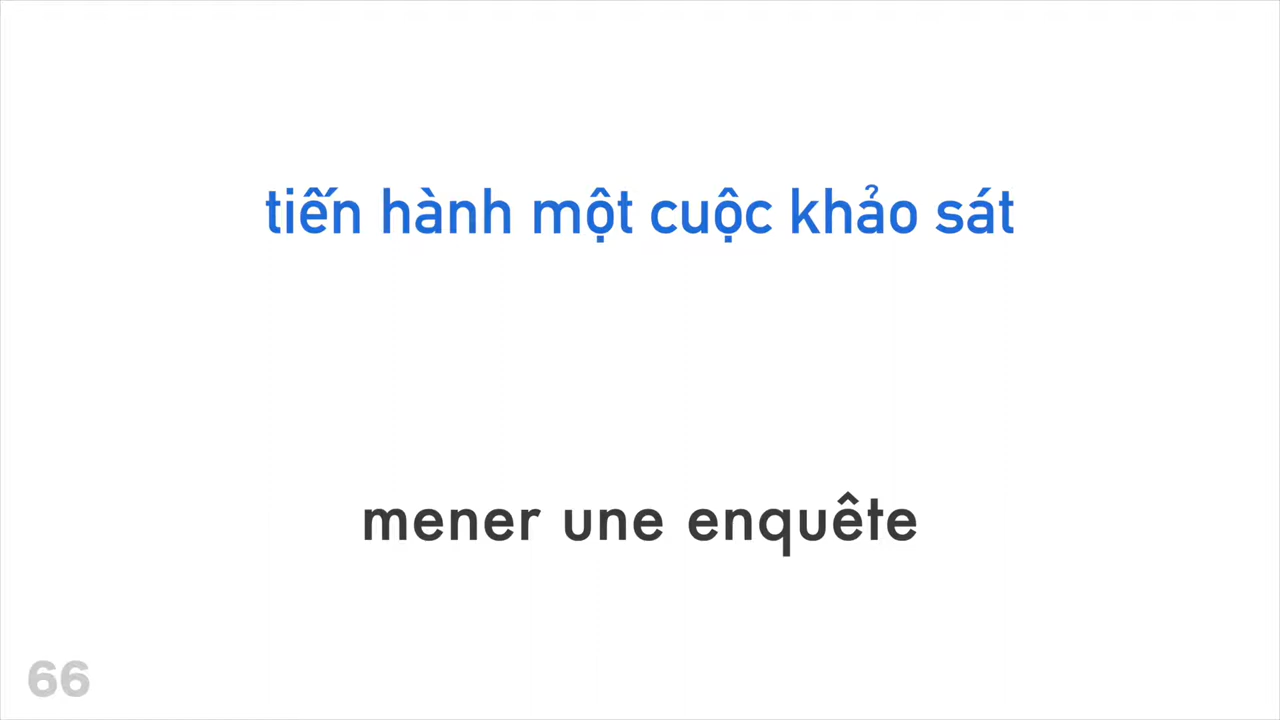 tiến hành một cuộc khảo sát
mener une enquête
66